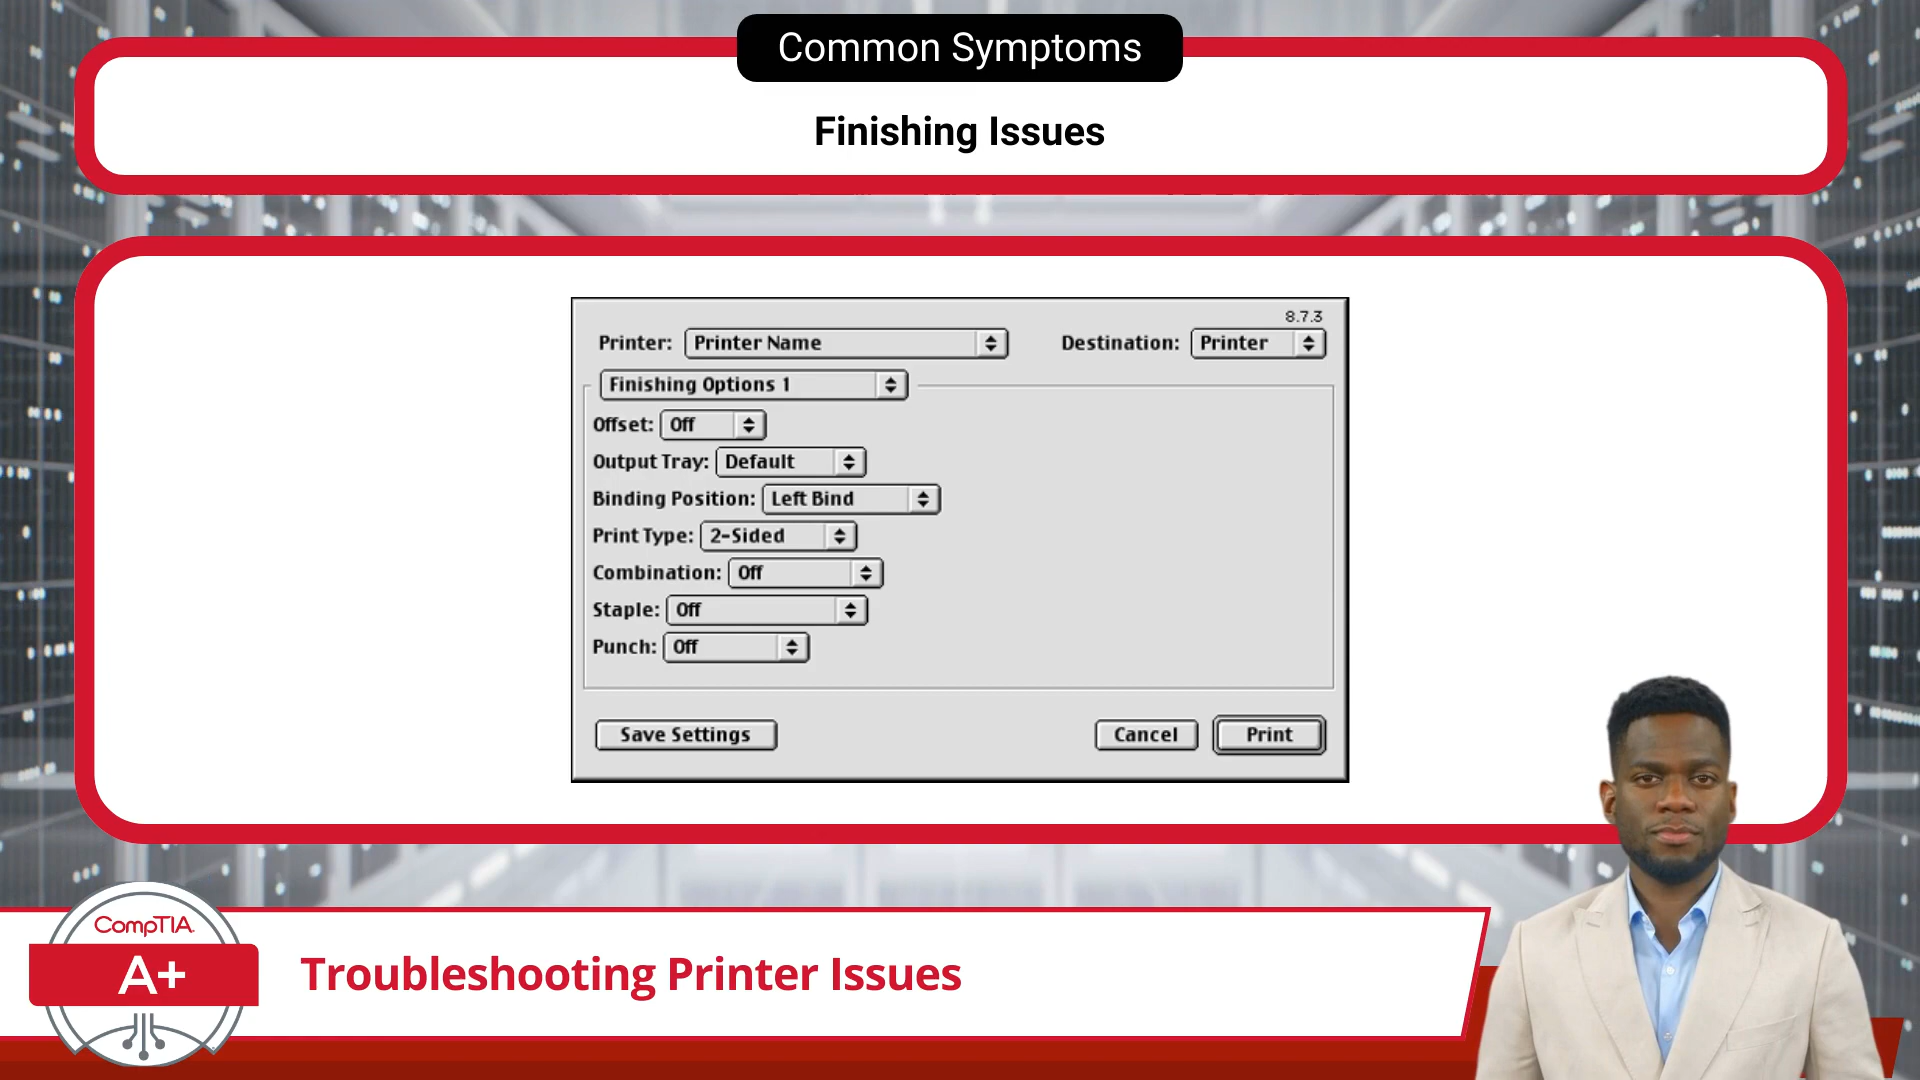 Common Symptoms
Finishing Issues
8.7.3
Printer: Printer Name Destination: Printer
Finishing Options 1
Offset: Off
Output Tray: Default
Binding Position: Left Bind
Print Type: 2-Sided
Combination: Off
Staple: Off
Punch: Off
Save Settings Cancel Print
CompTIA.
A+
Troubleshooting Printer Issues